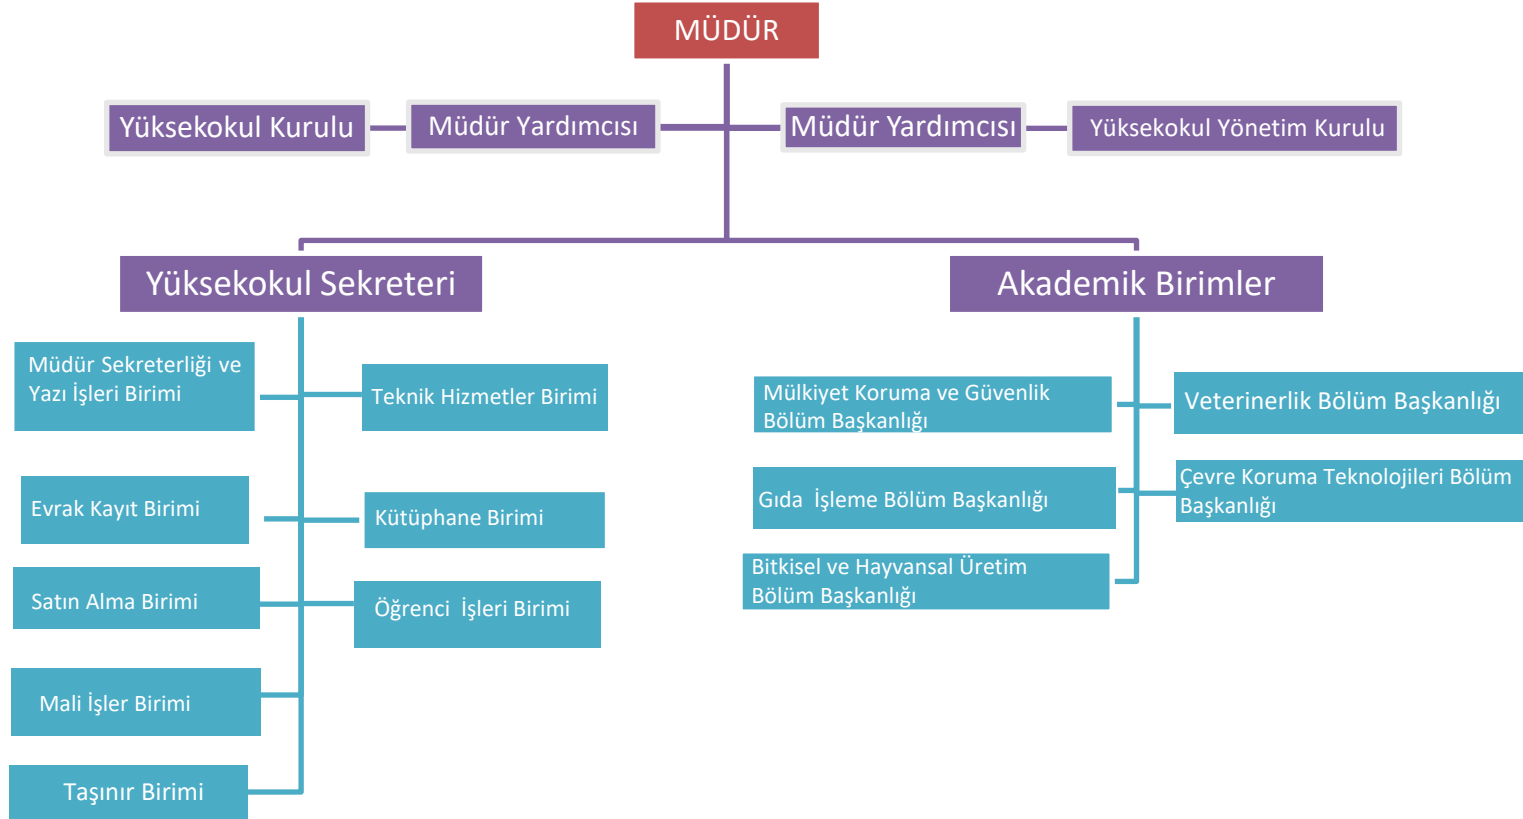 MÜDÜR
Yüksekokul Kurulu
Müdür Yardımcısı
Müdür Yardımcısı
Yüksekokul Yönetim Kurulu
Yüksekokul Sekreteri
Akademik Birimler
Müdür Sekreterliği ve
Yazı İşleri Birimi
Teknik Hizmetler Birimi
Evrak Kayıt Birimi
Kütüphane Birimi
Satın Alma Birimi
Öğrenci İşleri Birimi
Mali İşler Birimi
Taşınır Birimi
Mülkiyet Koruma ve Güvenlik
Bölüm Başkanlığı
Veterinerlik Bölüm Başkanlığı
Gıda İşleme Bölüm Başkanlığı
Çevre Koruma Teknolojileri Bölüm
Başkanlığı
Bitkisel ve Hayvansal Üretim
Bölüm Başkanlığı